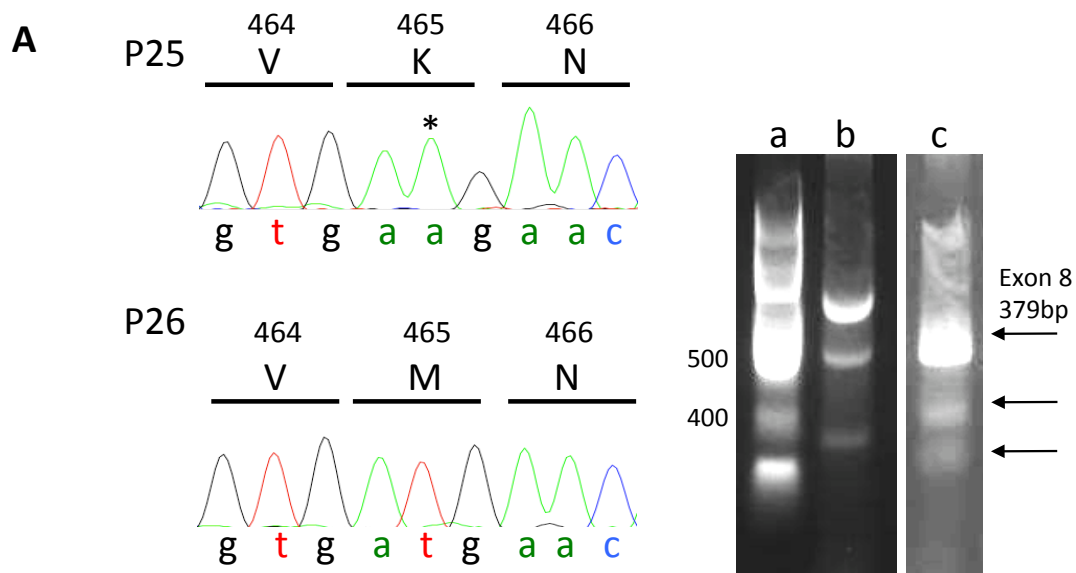 A
P25
464 465 466
V K N
*
g t g a a g a a c
P26
464 465 466
V M N
g t g a t g a a c
a b c
500
400
Exon 8
379bp